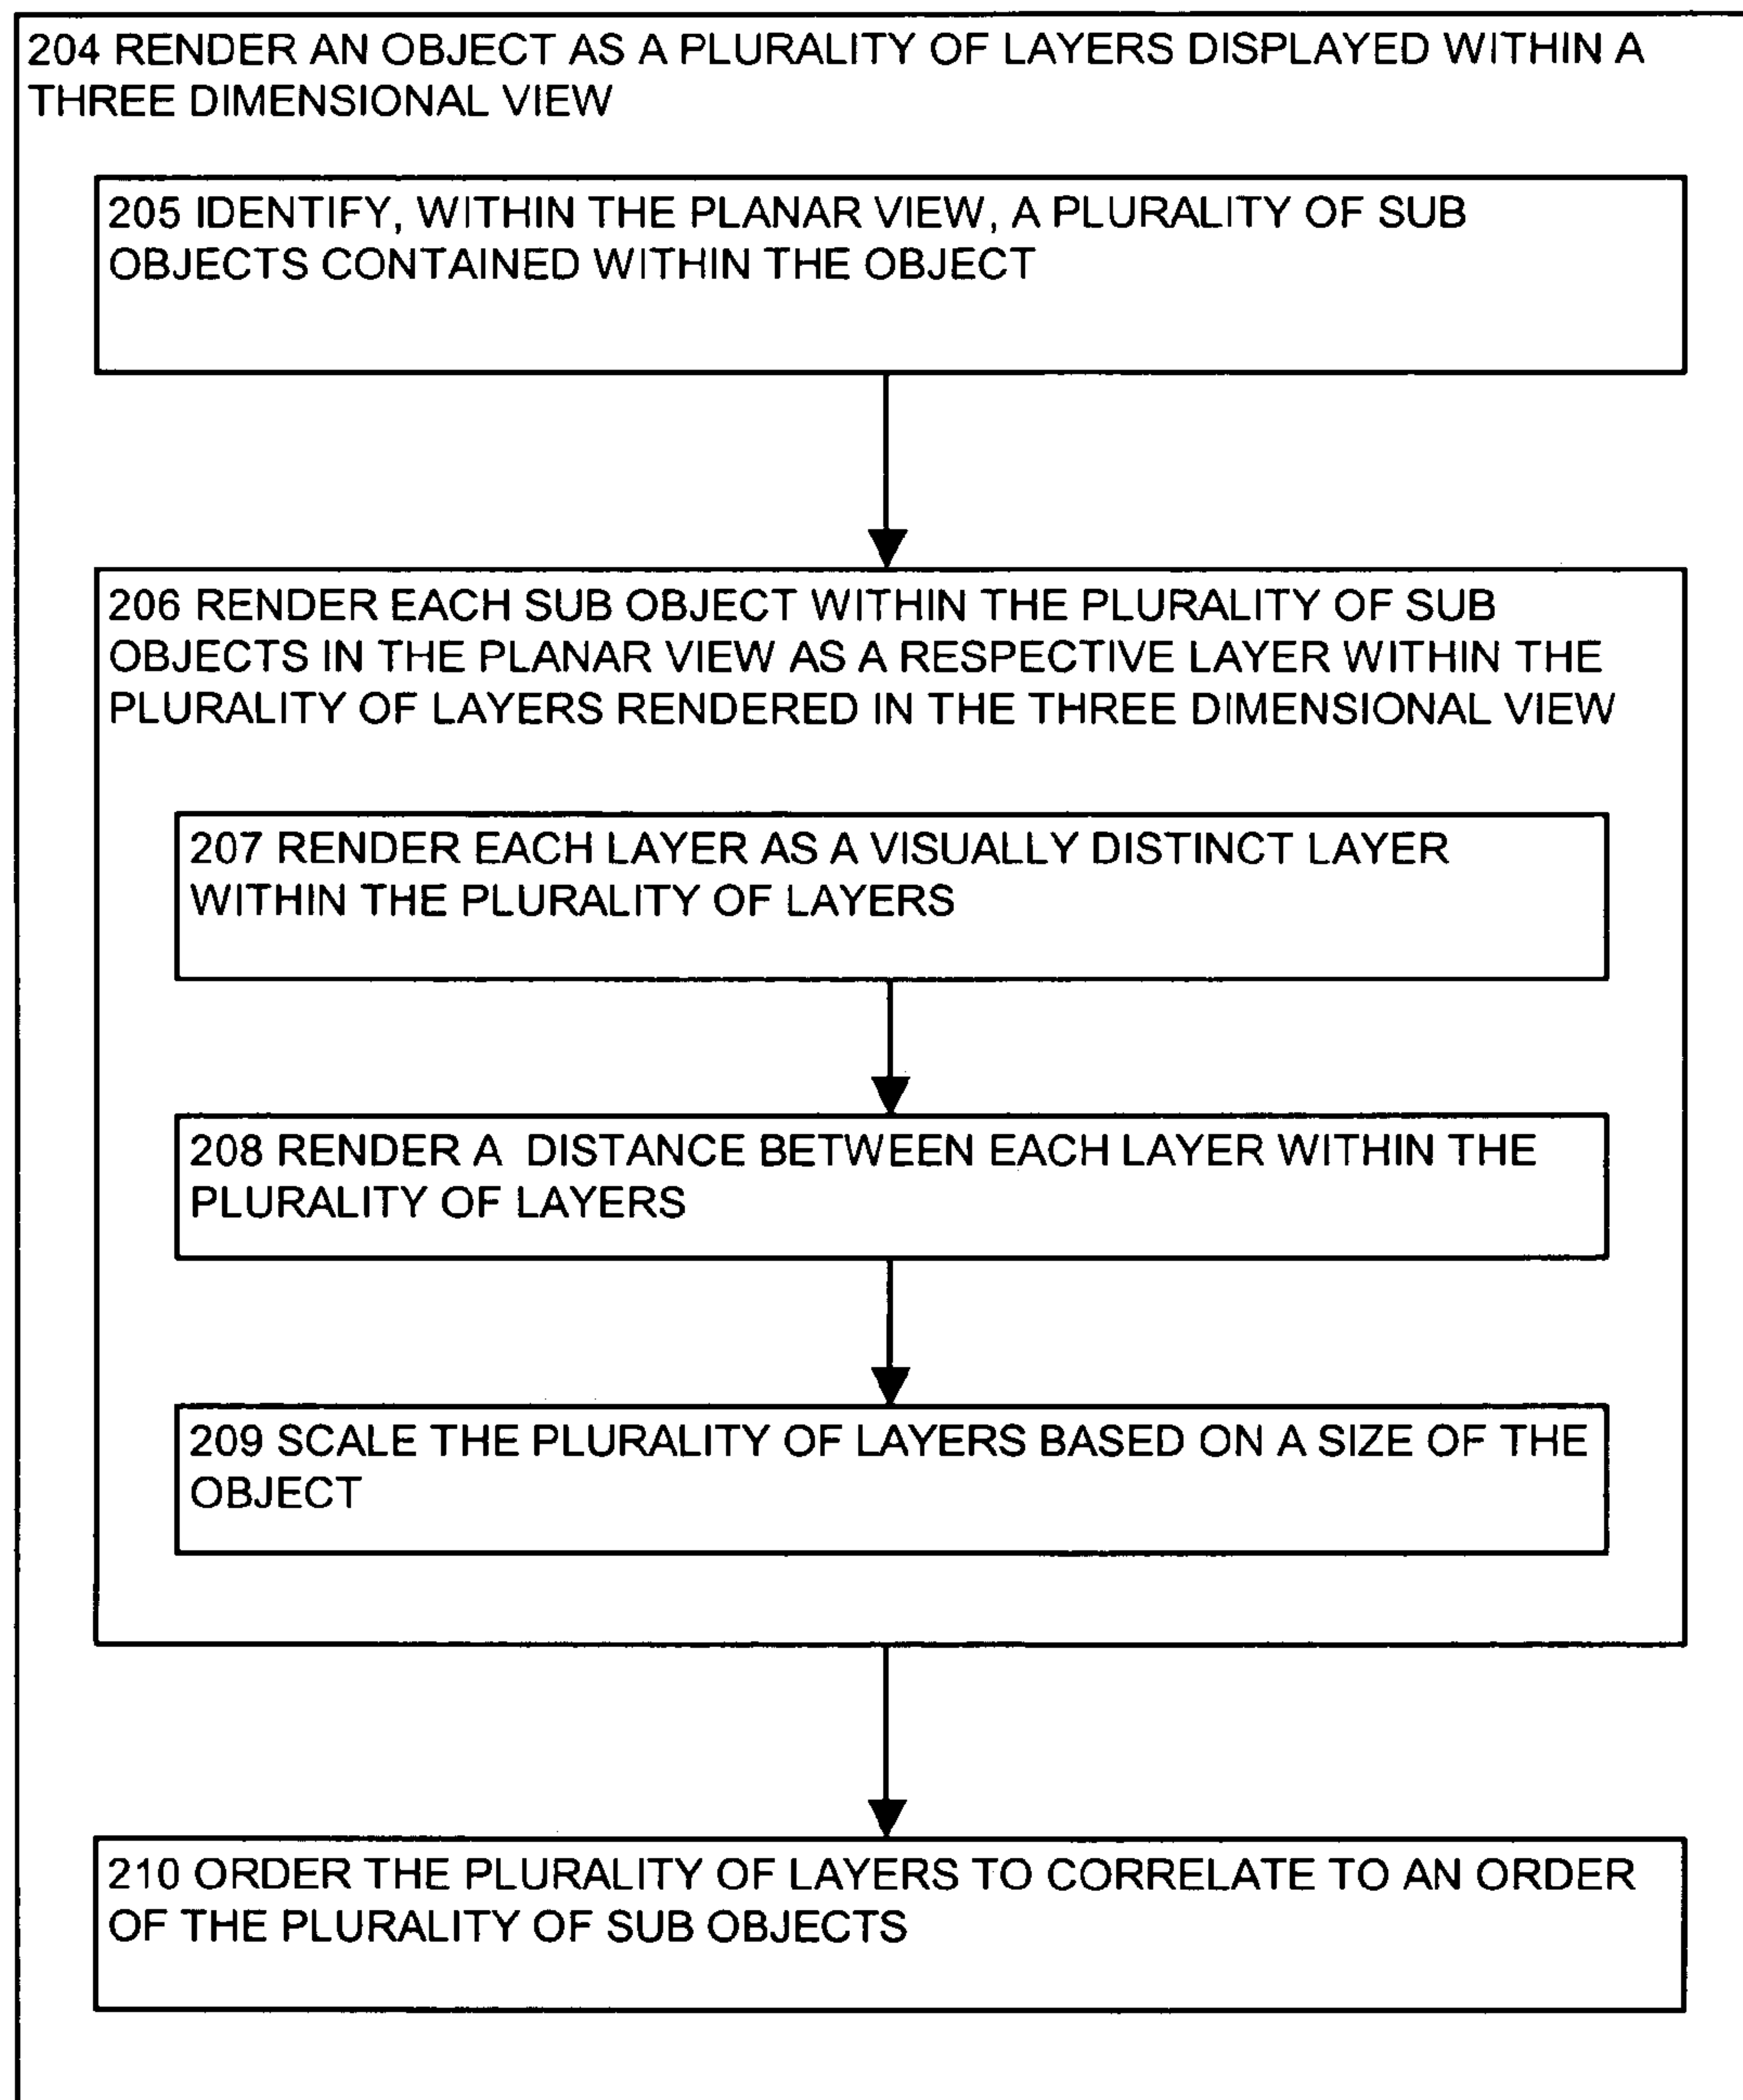 204 RENDER AN OBJECT AS A PLURALITY OF LAYERS DISPLAYED WITHIN A
THREE DIMENSIONAL VIEW
205 IDENTIFY, WITHIN THE PLANAR VIEW, A PLURALITY OF SUB
OBJECTS CONTAINED WITHIN THE OBJECT
206 RENDER EACH SUB OBJECT WITHIN THE PLURALITY OF SUB
OBJECTS IN THE PLANAR VIEW AS A RESPECTIVE LAYER WITHIN THE
PLURALITY OF LAYERS RENDERED IN THE THREE DIMENSIONAL VIEW
207 RENDER EACH LAYER AS A VISUALLY DISTINCT LAYER
WITHIN THE PLURALITY OF LAYERS
208 RENDER A DISTANCE BETWEEN EACH LAYER WITHIN THE
PLURALITY OF LAYERS
209 SCALE THE PLURALITY OF LAYERS BASED ON A SIZE OF THE
OBJECT
210 ORDER THE PLURALITY OF LAYERS TO CORRELATE TO AN ORDER
OF THE PLURALITY OF SUB OBJECTS